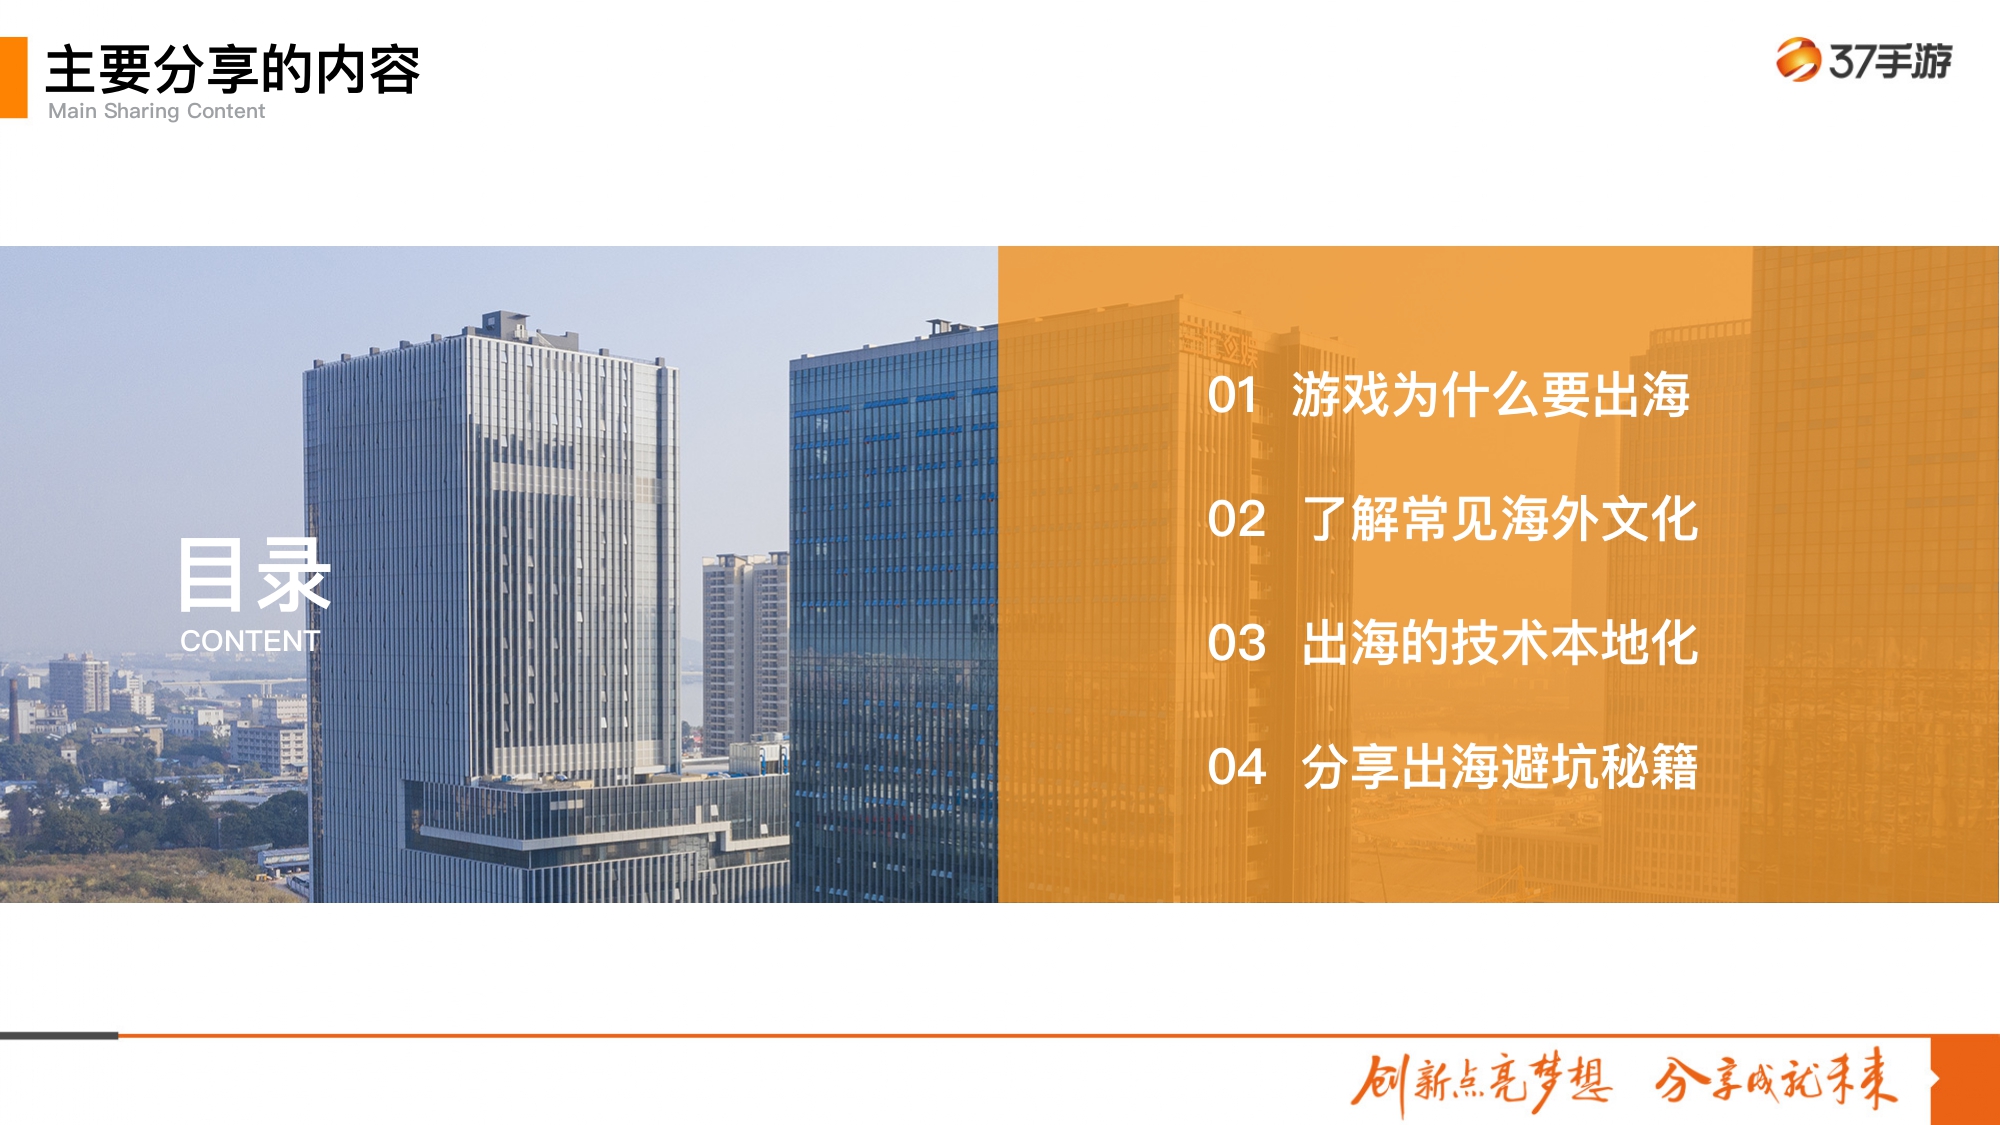 主要分享的内容
Main Sharing Content
37手游
目录
CONTENT
01 游戏为什么要出海
02 了解常见海外文化
03 出海的技术本地化
04 分享出海避坑秘籍
创新点亮梦想 分享成就未来